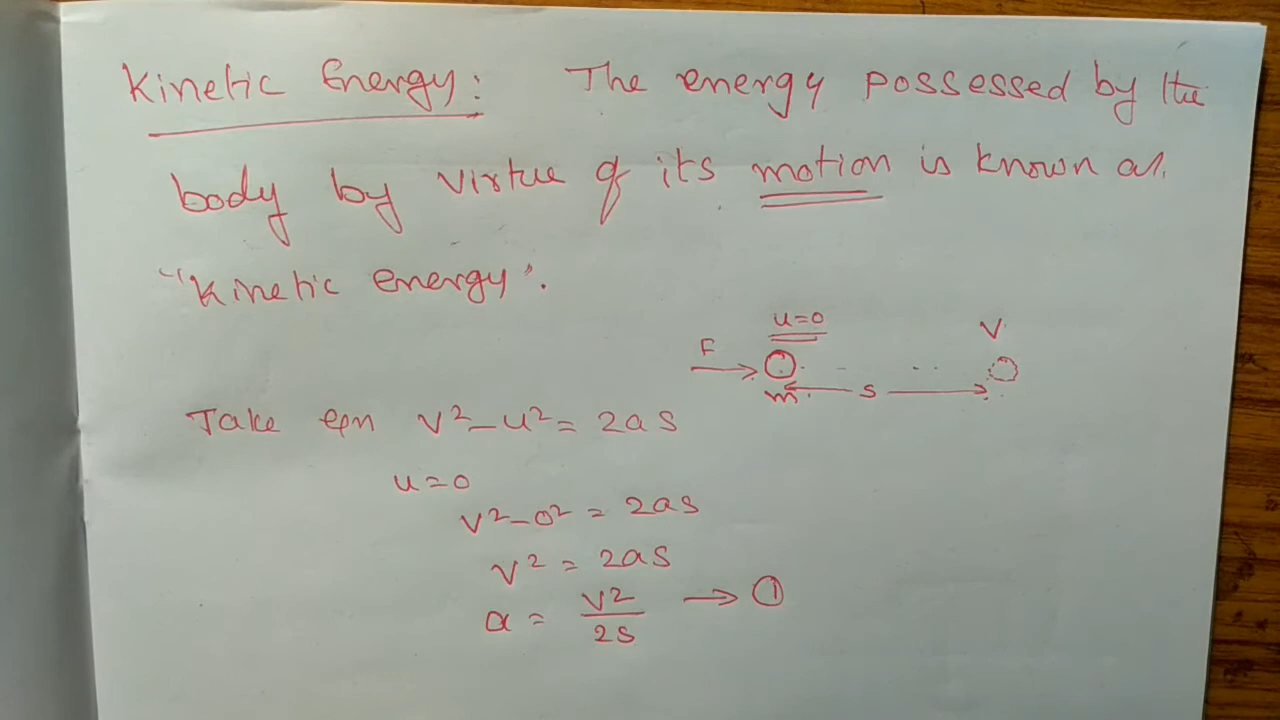 Kinetic Energy: The energy possessed by the
body by virtue of its motion is known as
"Kinetic energy".
u=0 V
F
m S
Take eqn V²-u² = 2as
u=0
V²-0² = 2as
V² = 2as
a = V²/2s → ①